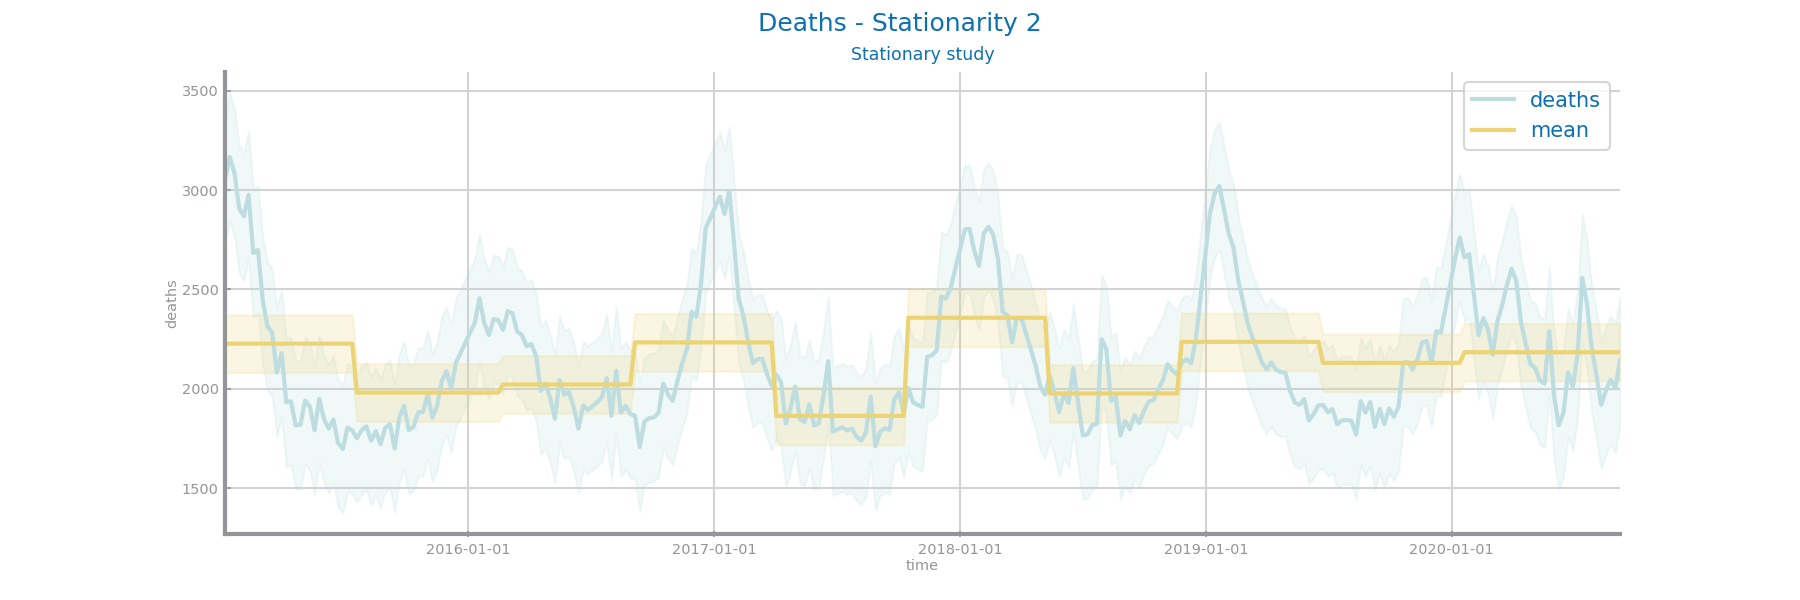 Deaths - Stationarity 2
Stationary study
deaths
mean
3500
3000
2500
2000
1500
deaths
2016-01-01
2017-01-01
2018-01-01
2019-01-01
2020-01-01
time